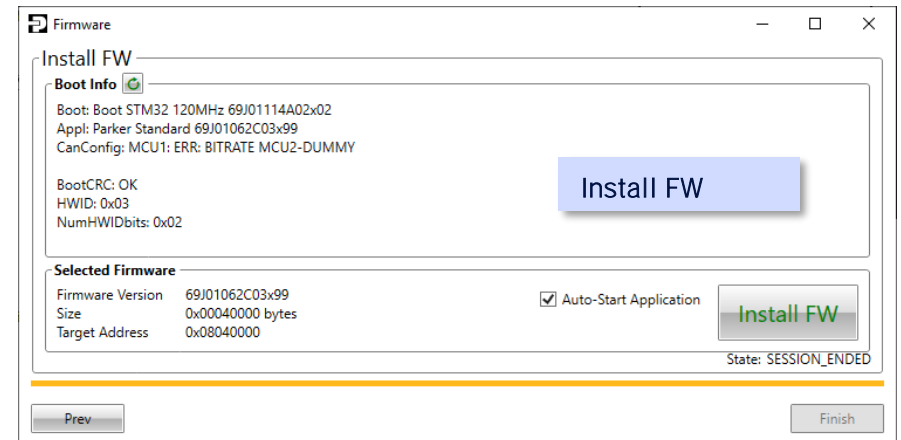 Firmware
Install FW
Boot Info
Boot: Boot STM32 120MHz 69J01114A02x02
Appl: Parker Standard 69J01062C03x99
CanConfig: MCU1: ERR: BITRATE MCU2-DUMMY
BootCRC: OK
HWID: 0x03
NumHWIDbits: 0x02
Install FW
Selected Firmware
Firmware Version 69J01062C03x99
Size 0x00040000 bytes
Target Address 0x08040000
Auto-Start Application
Install FW
State: SESSION_ENDED
Prev
Finish